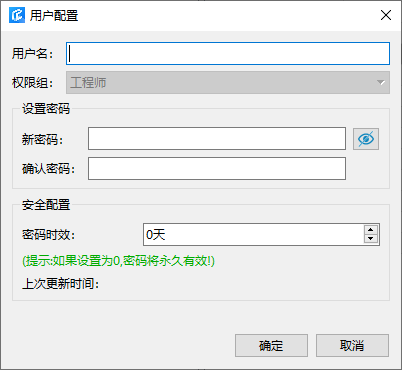 用户配置
用户名：
权限组： 工程师
设置密码
新密码：
确认密码：
安全配置
密码时效： 0天
(提示:如果设置为0,密码将永久有效!)
上次更新时间：
确定 取消